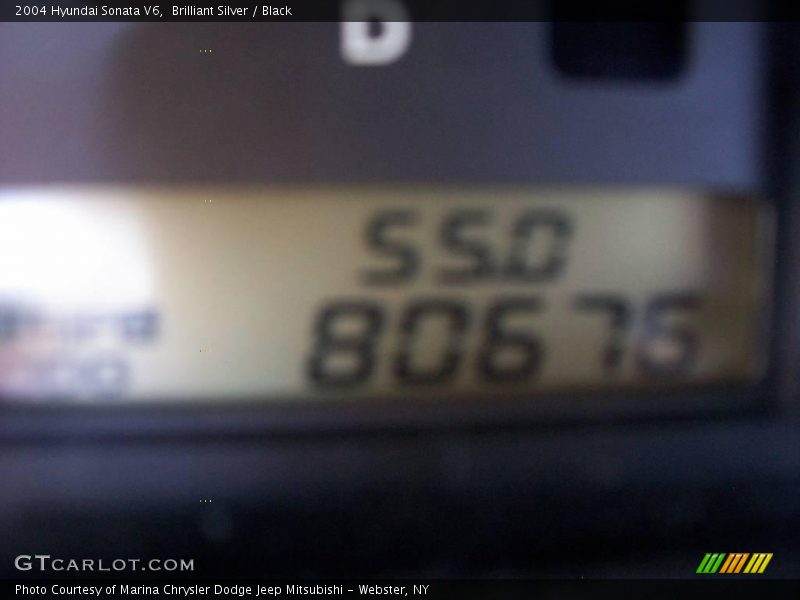 2004 Hyundai Sonata V6,  Brilliant Silver / Black
D
55.0
80676
GTCARLOT.COM
Photo Courtesy of Marina Chrysler Dodge Jeep Mitsubishi - Webster, NY